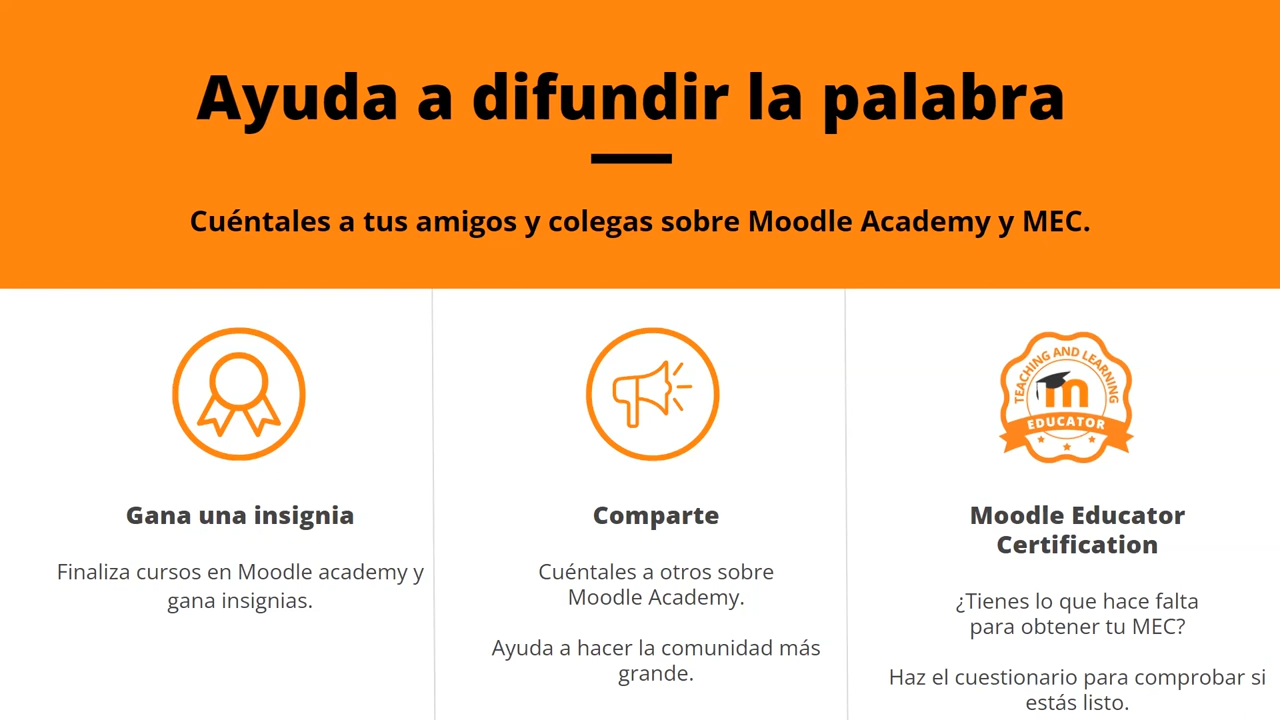 Ayuda a difundir la palabra
Cuéntales a tus amigos y colegas sobre Moodle Academy y MEC.
Gana una insignia
Finaliza cursos en Moodle academy y
gana insignias.
Comparte
Cuéntales a otros sobre
Moodle Academy.
Ayuda a hacer la comunidad más
grande.
TEACHING AND LEARNING
m
EDUCATOR
Moodle Educator
Certification
¿Tienes lo que hace falta
para obtener tu MEC?
Haz el cuestionario para comprobar si
estás listo.